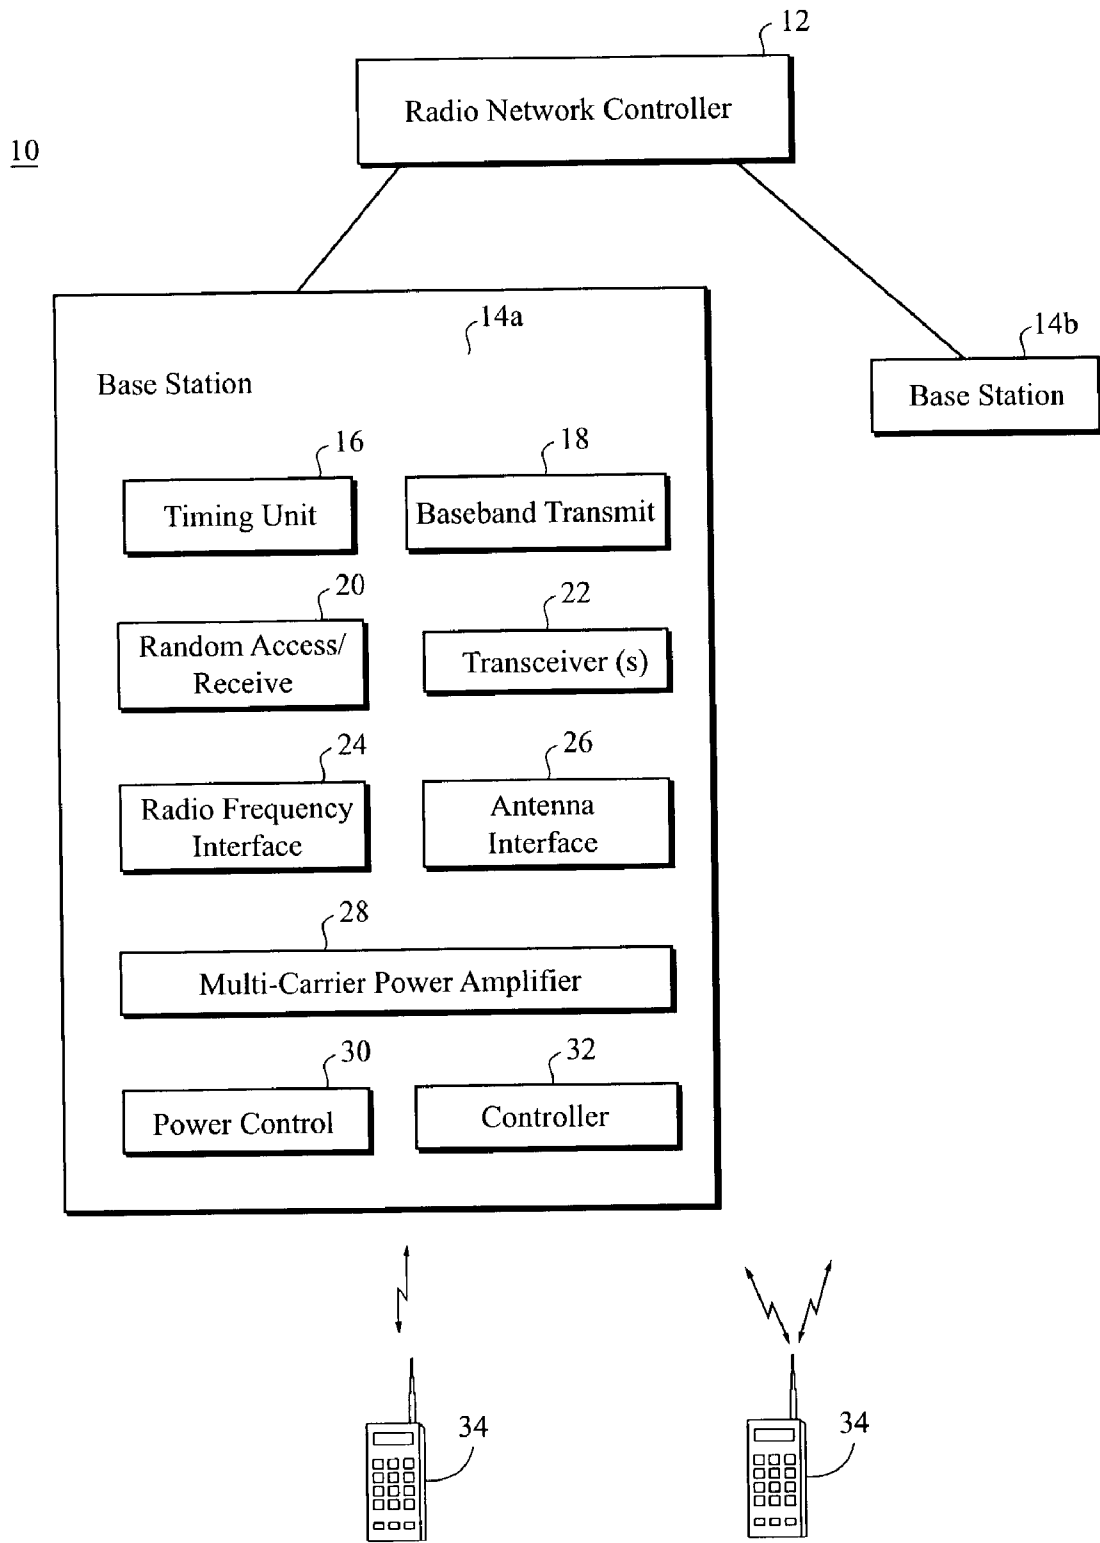 12
Radio Network Controller
10
14a
Base Station
14b
Base Station
16
Timing Unit
18
Baseband Transmit
20
Random Access/
Receive
22
Transceiver (s)
24
Radio Frequency
Interface
26
Antenna
Interface
28
Multi-Carrier Power Amplifier
30
Power Control
32
Controller
34
34